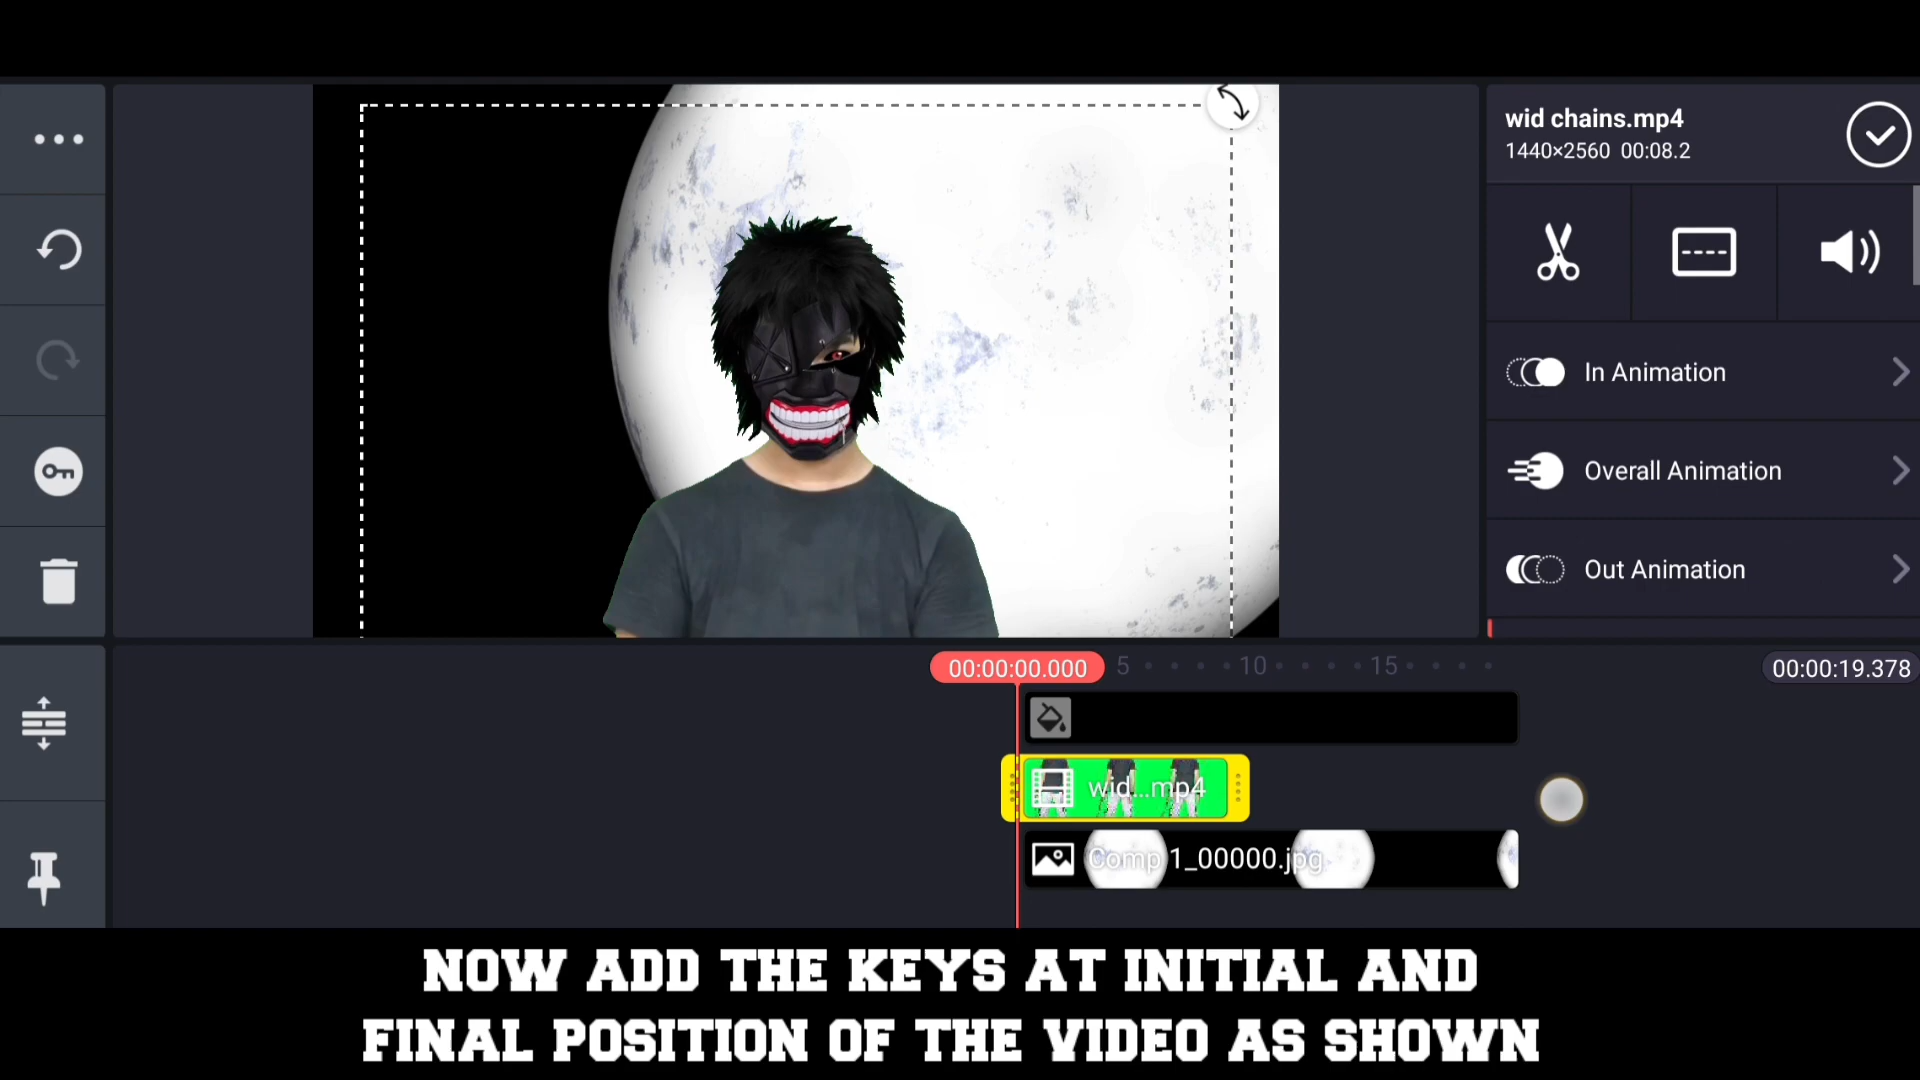 wid chains.mp4
1440×2560 00:08.2
In Animation
Overall Animation
Out Animation
00:00:00.000 5 10 15 00:00:19.378
wid...mp4
Comp 1_00000.jpg
NOW ADD THE KEYS AT INITIAL AND
FINAL POSITION OF THE VIDEO AS SHOWN